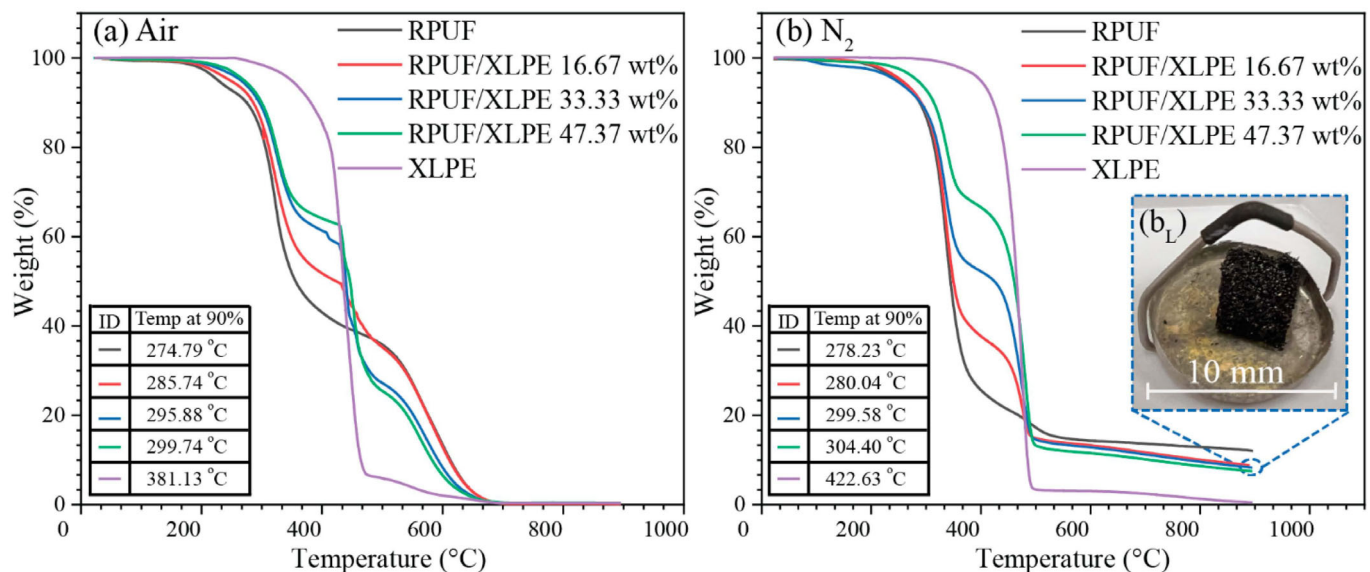 (a) Air
RPUF
RPUF/XLPE 16.67 wt%
RPUF/XLPE 33.33 wt%
RPUF/XLPE 47.37 wt%
XLPE
Weight (%)
100
80
60
40
20
0
ID Temp at 90%
274.79 °C
285.74 °C
295.88 °C
299.74 °C
381.13 °C
0 200 400 600 800 1000
Temperature (°C)
(b) N₂
RPUF
RPUF/XLPE 16.67 wt%
RPUF/XLPE 33.33 wt%
RPUF/XLPE 47.37 wt%
XLPE
Weight (%)
100
80
60
40
20
0
(b_L)
10 mm
ID Temp at 90%
278.23 °C
280.04 °C
299.58 °C
304.40 °C
422.63 °C
0 200 400 600 800 1000
Temperature (°C)